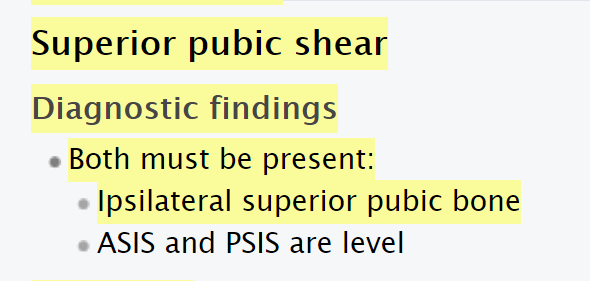 Superior pubic shear
Diagnostic findings
Both must be present:
Ipsilateral superior pubic bone
ASIS and PSIS are level